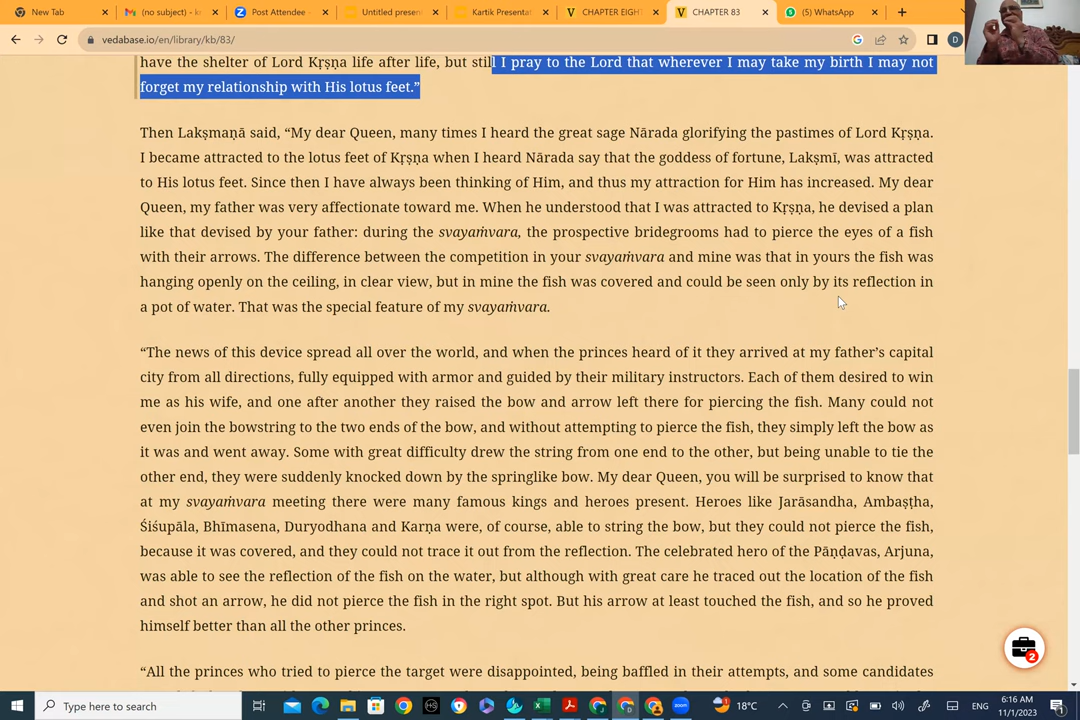 New Tab
(no subject) - k
Post Attendee -
Untitled presen
Kartik Presenta
CHAPTER EIGH
CHAPTER 83
(5) WhatsApp
vedabase.io/en/library/kb/83/
D
have the shelter of Lord Kṛṣṇa life after life, but still I pray to the Lord that wherever I may take my birth I may not
forget my relationship with His lotus feet.”
Then Lakṣmaṇā said, “My dear Queen, many times I heard the great sage Nārada glorifying the pastimes of Lord Kṛṣṇa.
I became attracted to the lotus feet of Kṛṣṇa when I heard Nārada say that the goddess of fortune, Lakṣmī, was attracted
to His lotus feet. Since then I have always been thinking of Him, and thus my attraction for Him has increased. My dear
Queen, my father was very affectionate toward me. When he understood that I was attracted to Kṛṣṇa, he devised a plan
like that devised by your father: during the svayaṁvara, the prospective bridegrooms had to pierce the eyes of a fish
with their arrows. The difference between the competition in your svayaṁvara and mine was that in yours the fish was
hanging openly on the ceiling, in clear view, but in mine the fish was covered and could be seen only by its reflection in
a pot of water. That was the special feature of my svayaṁvara.
“The news of this device spread all over the world, and when the princes heard of it they arrived at my father’s capital
city from all directions, fully equipped with armor and guided by their military instructors. Each of them desired to win
me as his wife, and one after another they raised the bow and arrow left there for piercing the fish. Many could not
even join the bowstring to the two ends of the bow, and without attempting to pierce the fish, they simply left the bow as
it was and went away. Some with great difficulty drew the string from one end to the other, but being unable to tie the
other end, they were suddenly knocked down by the springlike bow. My dear Queen, you will be surprised to know that
at my svayaṁvara meeting there were many famous kings and heroes present. Heroes like Jarāsandha, Ambaṣṭha,
Śiśupāla, Bhīmasena, Duryodhana and Karṇa were, of course, able to string the bow, but they could not pierce the fish,
because it was covered, and they could not trace it out from the reflection. The celebrated hero of the Pāṇḍavas, Arjuna,
was able to see the reflection of the fish on the water, but although with great care he traced out the location of the fish
and shot an arrow, he did not pierce the fish in the right spot. But his arrow at least touched the fish, and so he proved
himself better than all the other princes.
“All the princes who tried to pierce the target were disappointed, being baffled in their attempts, and some candidates
2
Type here to search
18°C
ENG
6:16 AM
11/1/2023